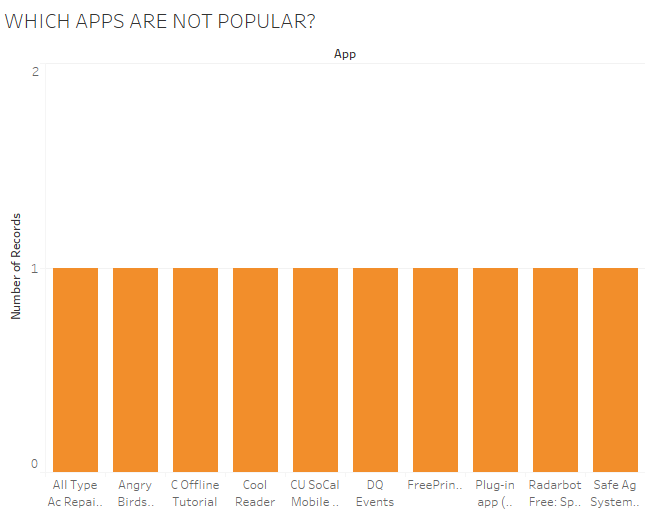 WHICH APPS ARE NOT POPULAR?
App
2
1
0
Number of Records
All Type
Ac Repai..
Angry
Birds..
C Offline
Tutorial
Cool
Reader
CU SoCal
Mobile ..
DQ
Events
FreePrin..
Plug-in
app (..
Radarbot
Free: Sp..
Safe Ag
System..